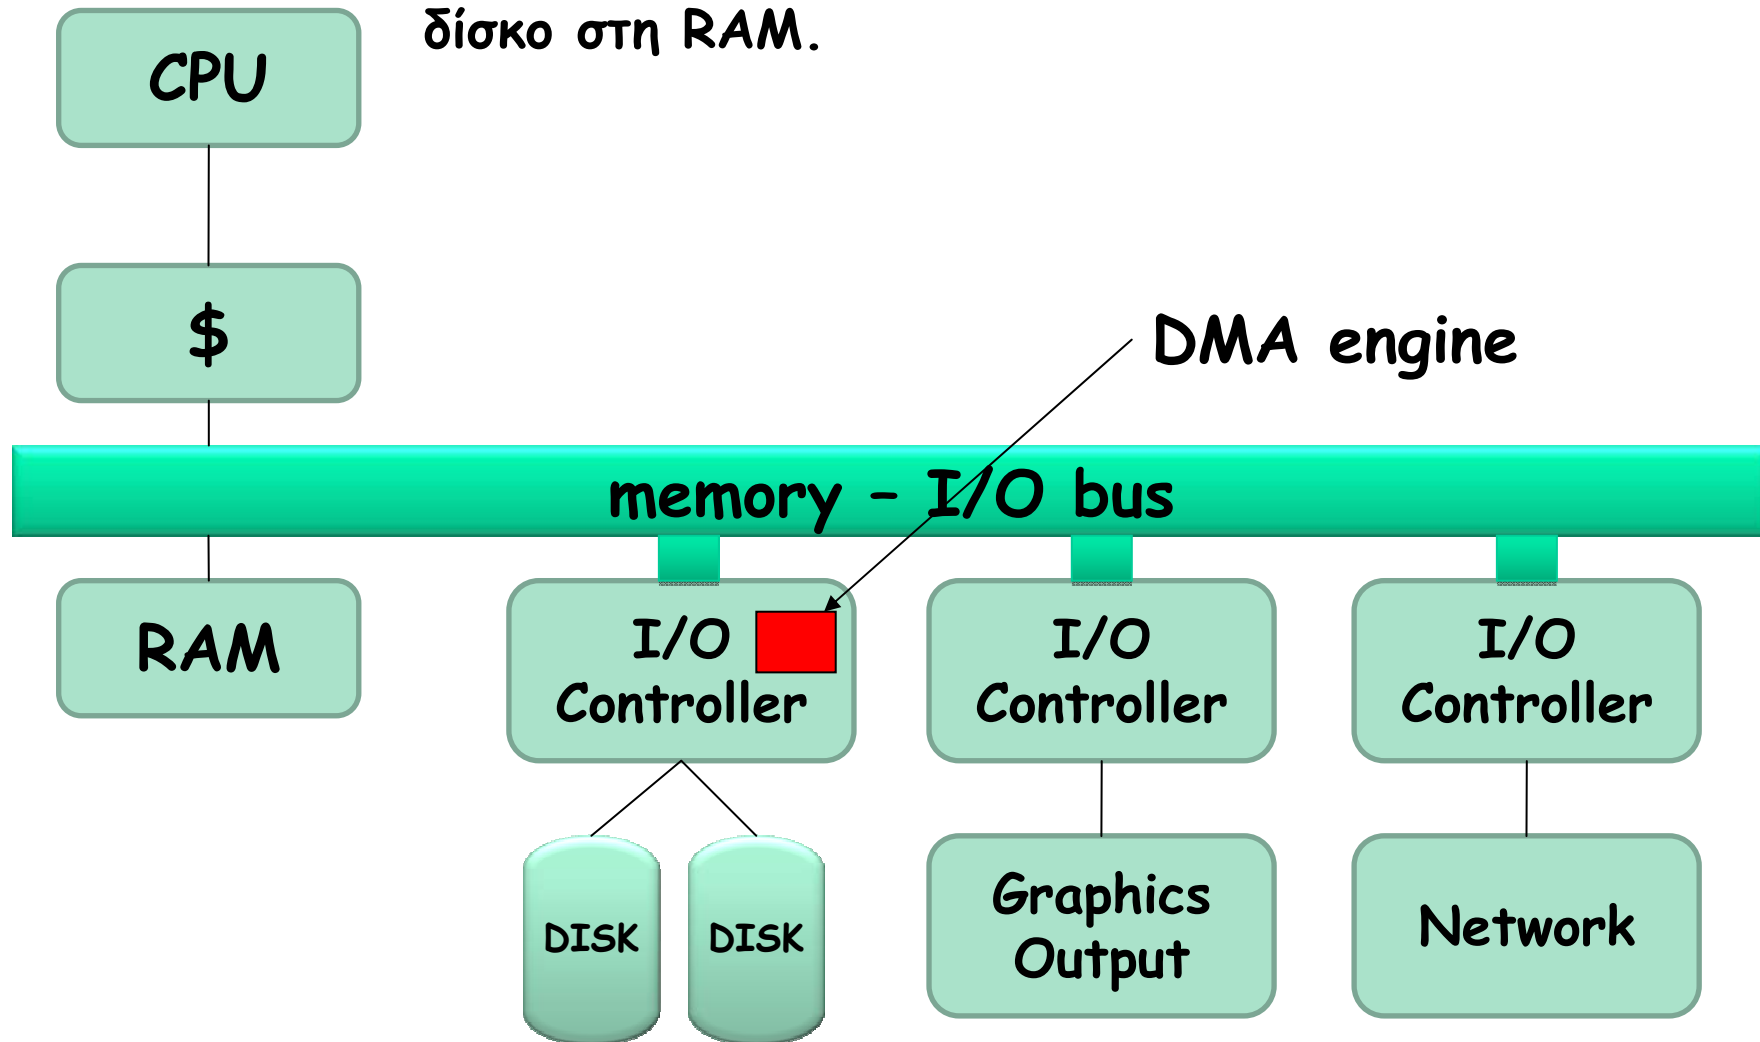 δίσκο στη RAM.
CPU
$
DMA engine
memory – I/O bus
RAM
I/O
Controller
I/O
Controller
I/O
Controller
DISK
DISK
Graphics
Output
Network